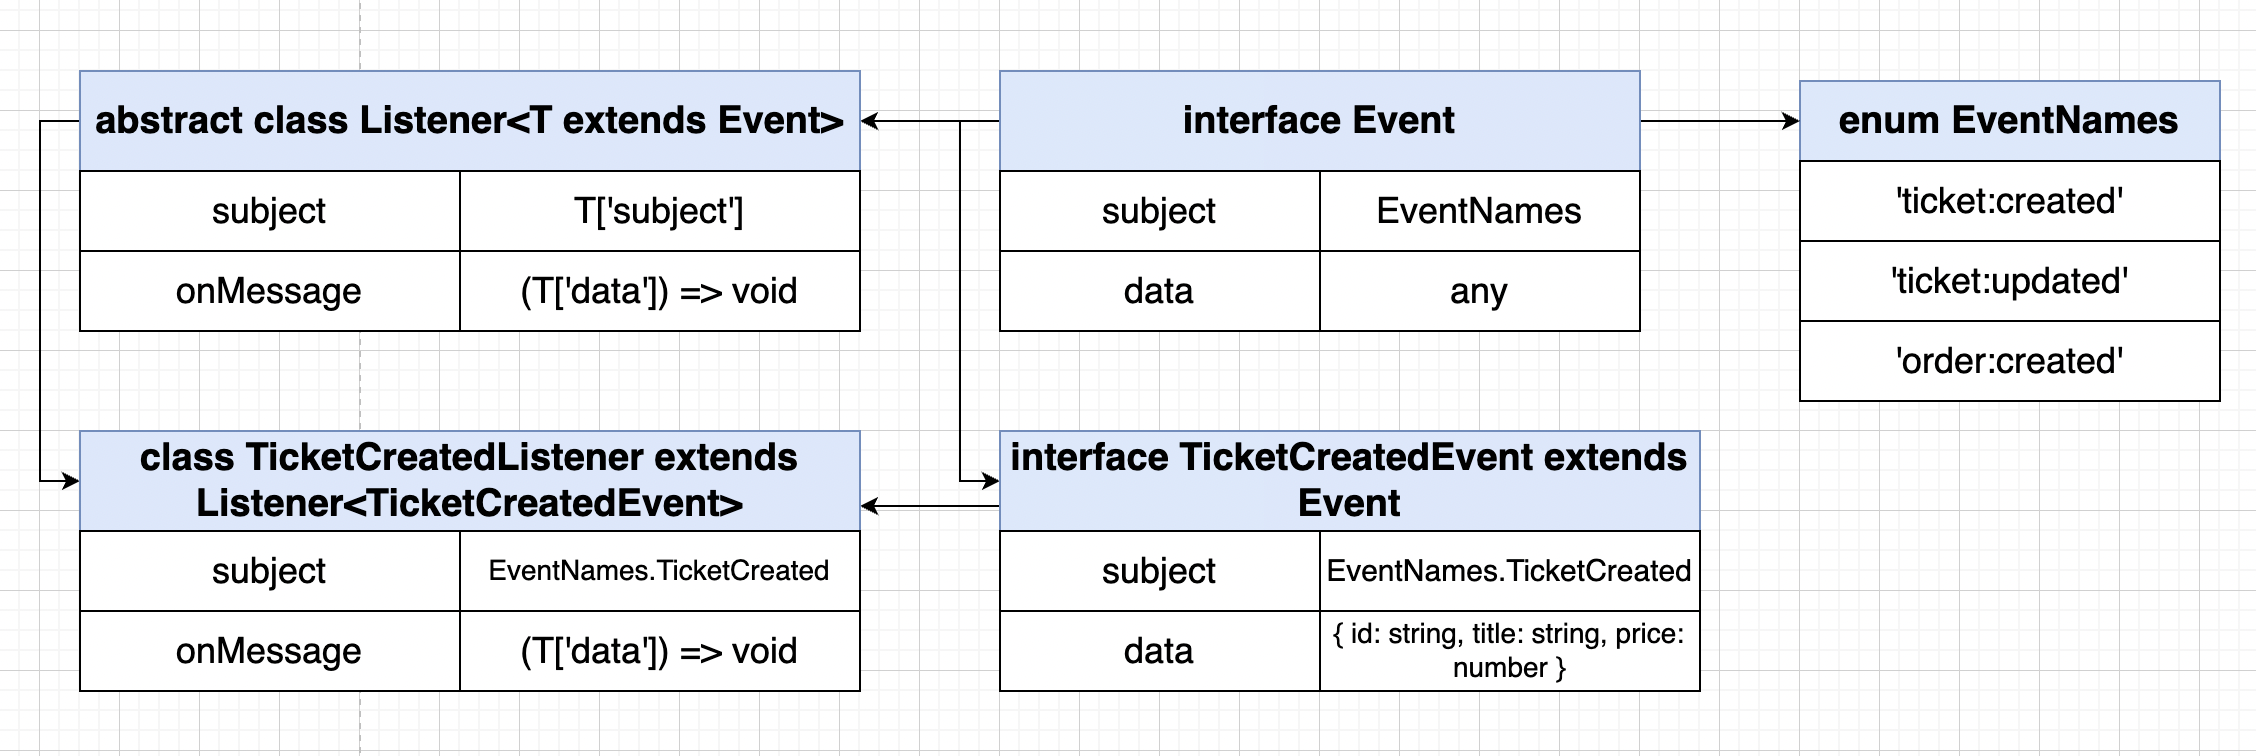 abstract class Listener<T extends Event>
subject
T['subject']
onMessage
(T['data']) => void
interface Event
subject
EventNames
data
any
enum EventNames
'ticket:created'
'ticket:updated'
'order:created'
class TicketCreatedListener extends
Listener<TicketCreatedEvent>
subject
EventNames.TicketCreated
onMessage
(T['data']) => void
interface TicketCreatedEvent extends
Event
subject
EventNames.TicketCreated
data
{ id: string, title: string, price:
number }